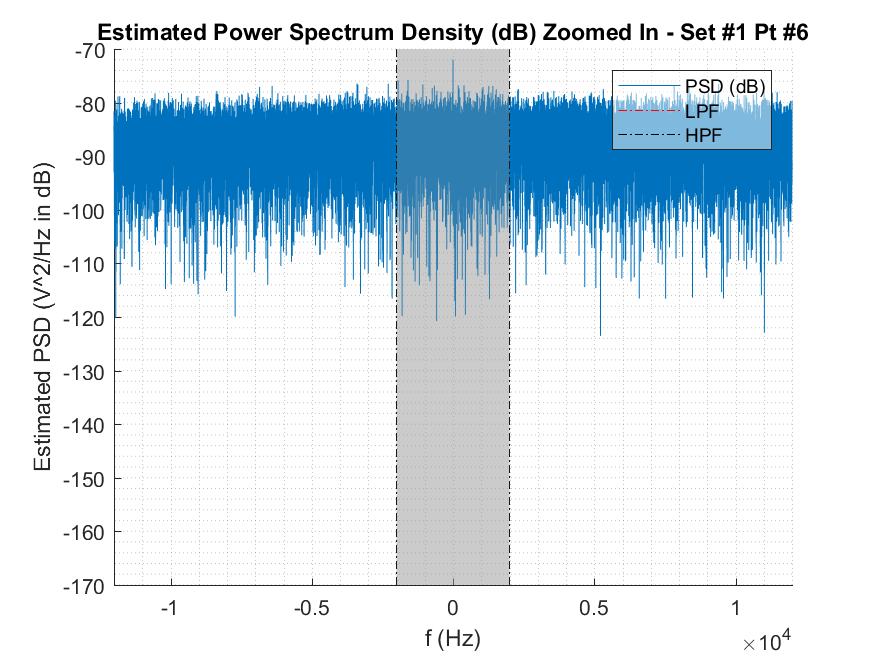 Estimated Power Spectrum Density (dB) Zoomed In - Set #1 Pt #6
Estimated PSD (V^2/Hz in dB)
-70
-80
-90
-100
-110
-120
-130
-140
-150
-160
-170
PSD (dB)
LPF
HPF
-1
-0.5
0
0.5
1
f (Hz)
×10⁴